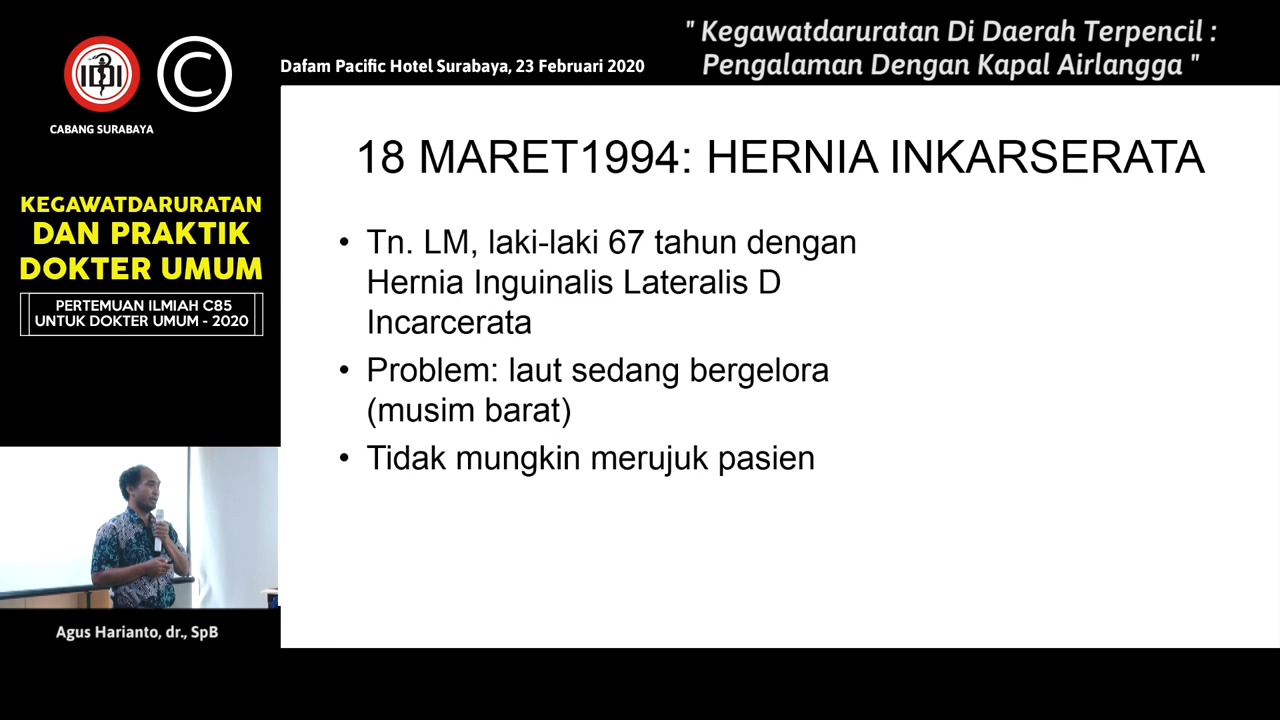 IDI
C
CABANG SURABAYA
Dafam Pacific Hotel Surabaya, 23 Februari 2020
" Kegawatdaruratan Di Daerah Terpencil :
Pengalaman Dengan Kapal Airlangga "
KEGAWATDARURATAN
DAN PRAKTIK
DOKTER UMUM
PERTEMUAN ILMIAH C85
UNTUK DOKTER UMUM - 2020
18 MARET1994: HERNIA INKARSERATA
• Tn. LM, laki-laki 67 tahun dengan
Hernia Inguinalis Lateralis D
Incarcerata
• Problem: laut sedang bergelora
(musim barat)
• Tidak mungkin merujuk pasien
Agus Harianto, dr., SpB